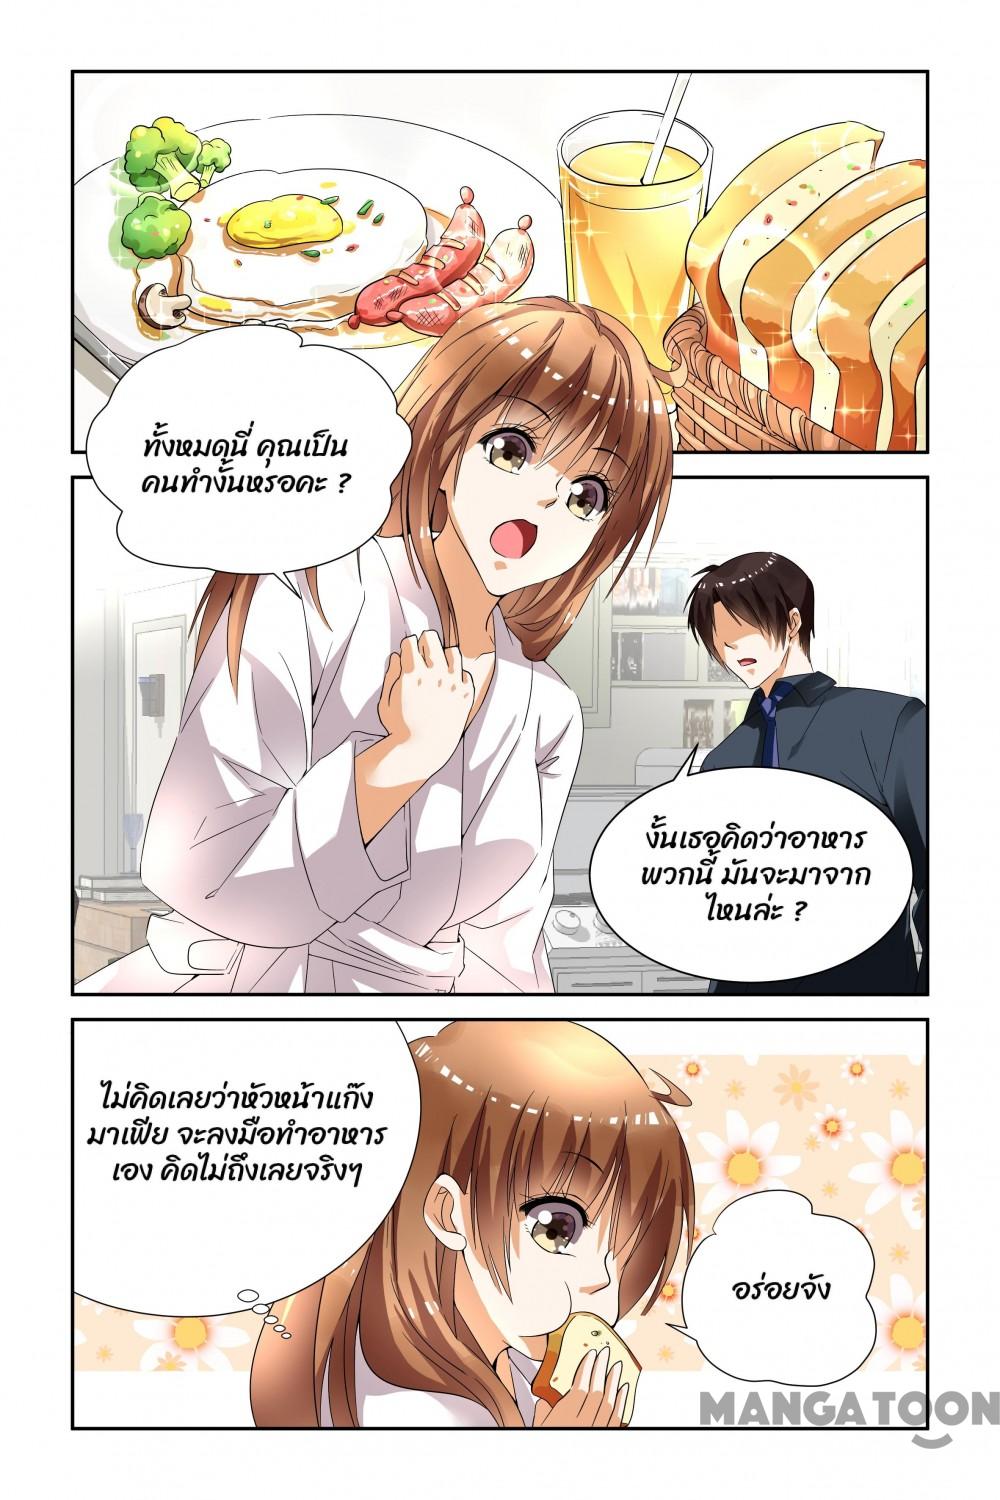 ทั้งหมดนี่ คุณเป็น
คนทำงั้นหรอคะ ?
งั้นเธอคิดว่าอาหาร
พวกนี้ มันจะมาจาก
ไหนล่ะ ?
ไม่คิดเลยว่าหัวหน้าแก๊ง
มาเฟีย จะลงมือทำอาหาร
เอง คิดไม่ถึงเลยจริงๆ
อร่อยจัง
MANGATOON